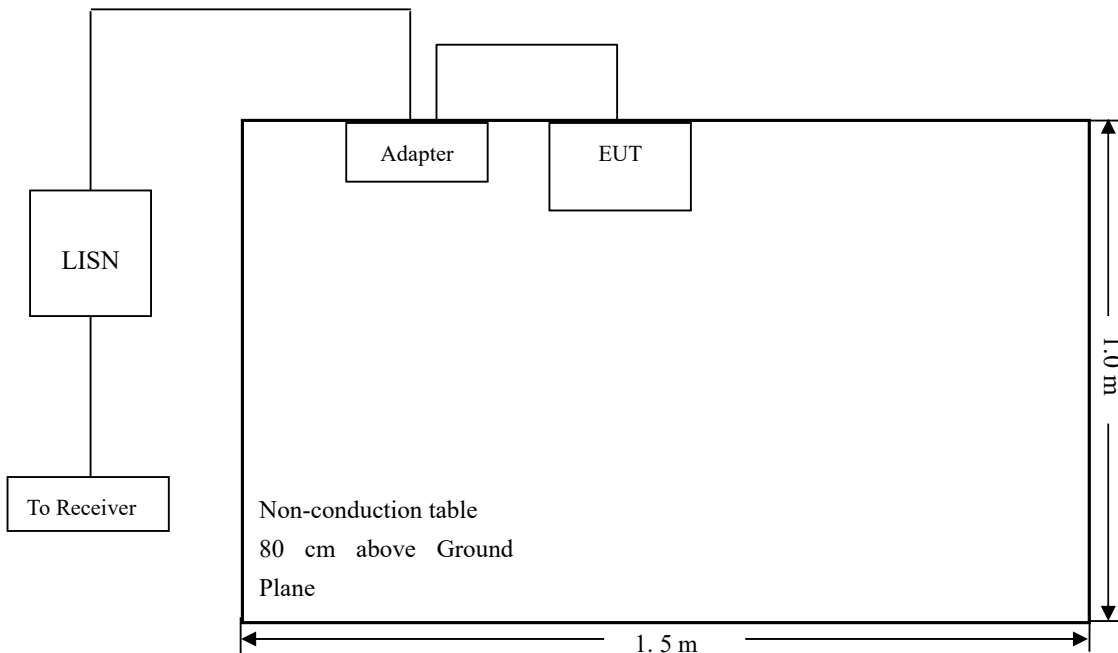 Adapter
EUT
LISN
To Receiver
Non-conduction table
80 cm above Ground
Plane
1.0 m
1. 5 m